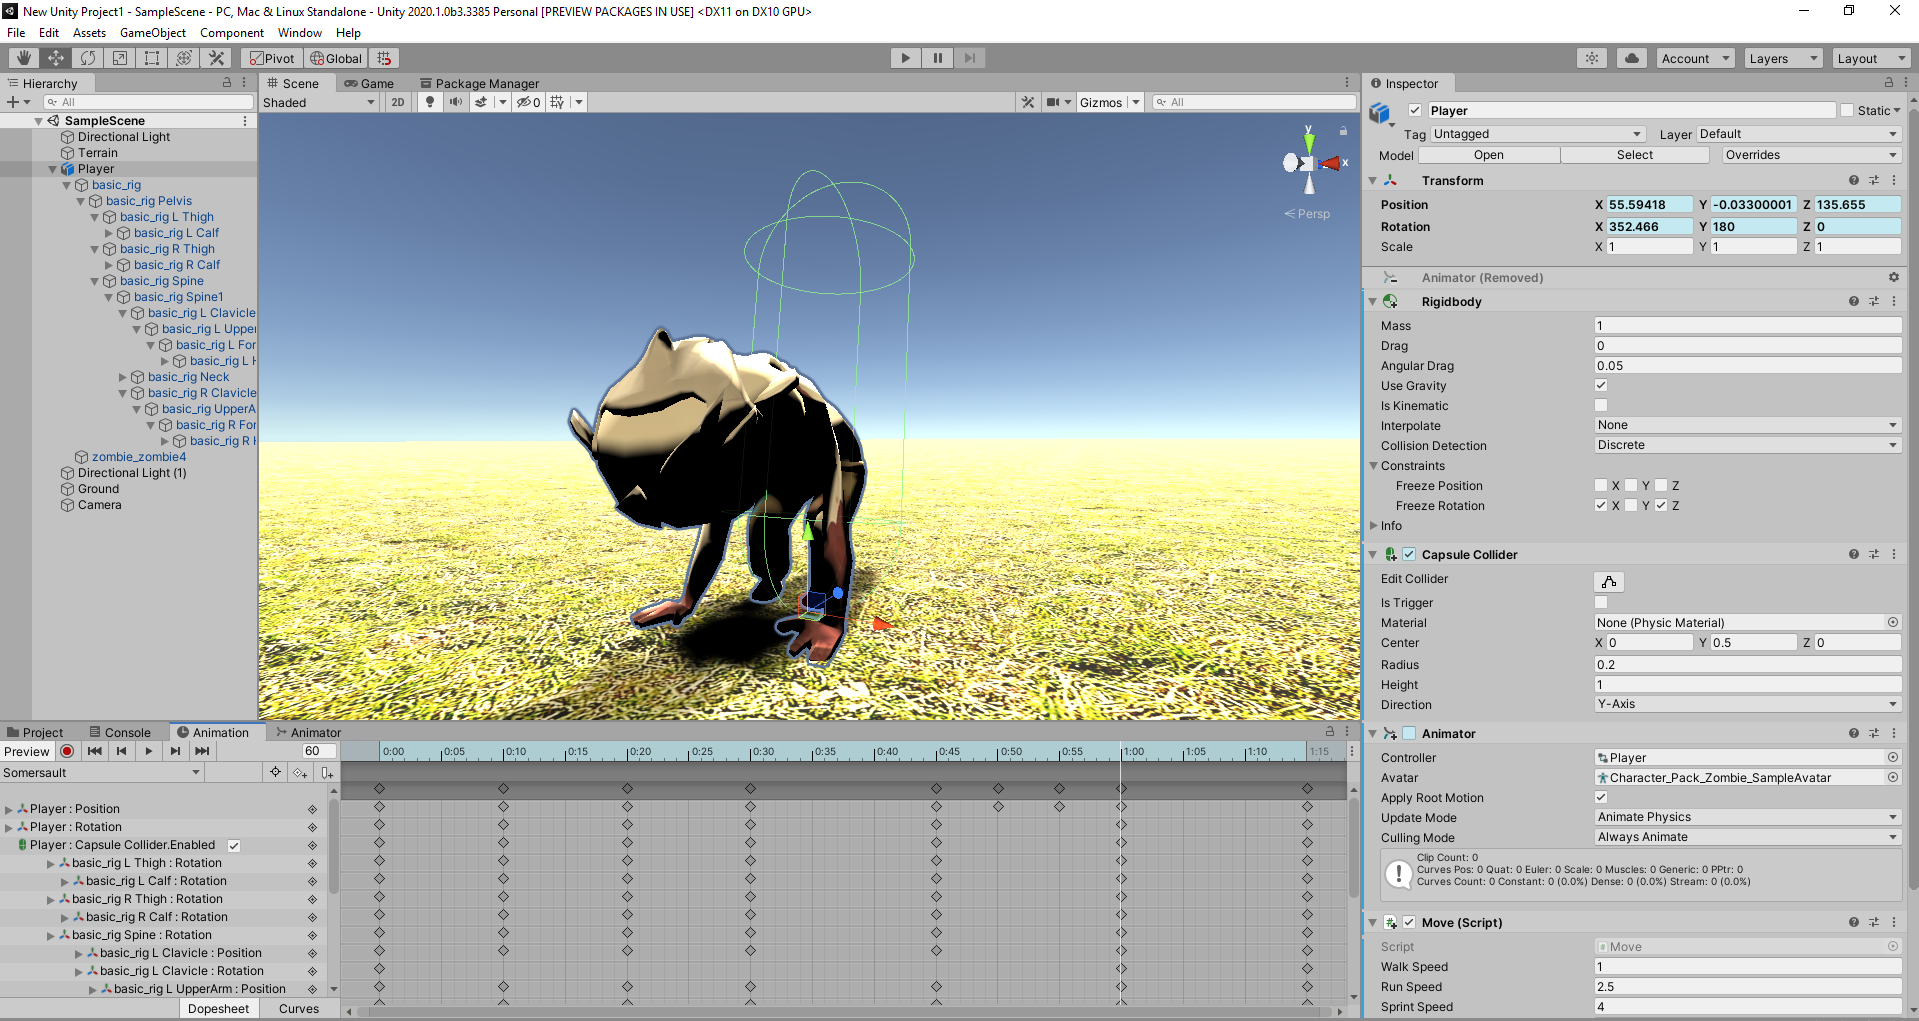 New Unity Project1 - SampleScene - PC, Mac & Linux Standalone - Unity 2020.1.0b3.3385 Personal [PREVIEW PACKAGES IN USE] <DX11 on DX10 GPU>
File Edit Assets GameObject Component Window Help
Pivot Global Account Layers Layout
Hierarchy
All
SampleScene
Directional Light
Terrain
Player
basic_rig
basic_rig Pelvis
basic_rig L Thigh
basic_rig L Calf
basic_rig R Thigh
basic_rig R Calf
basic_rig Spine
basic_rig Spine1
basic_rig L Clavicle
basic_rig L Upper
basic_rig L For
basic_rig L H
basic_rig Neck
basic_rig R Clavicle
basic_rig UpperA
basic_rig R For
basic_rig R H
zombie_zombie4
Directional Light (1)
Ground
Camera
Scene Game Package Manager
Shaded 2D 0 Gizmos All
y
x
Persp
Inspector
Player Static
Tag Untagged Layer Default
Model Open Select Overrides
Transform
Position X 55.59418 Y -0.03300001 Z 135.655
Rotation X 352.466 Y 180 Z 0
Scale X 1 Y 1 Z 1
Animator (Removed)
Rigidbody
Mass 1
Drag 0
Angular Drag 0.05
Use Gravity
Is Kinematic
Interpolate None
Collision Detection Discrete
Constraints
Freeze Position X Y Z
Freeze Rotation X Y Z
Info
Capsule Collider
Edit Collider
Is Trigger
Material None (Physic Material)
Center X 0 Y 0.5 Z 0
Radius 0.2
Height 1
Direction Y-Axis
Animator
Controller Player
Avatar Character_Pack_Zombie_SampleAvatar
Apply Root Motion
Update Mode Animate Physics
Culling Mode Always Animate
Clip Count: 0
Curves Pos: 0 Quat: 0 Euler: 0 Scale: 0 Muscles: 0 Generic: 0 PPtr: 0
Curves Count: 0 Constant: 0 (0.0%) Dense: 0 (0.0%) Stream: 0 (0.0%)
Move (Script)
Script Move
Walk Speed 1
Run Speed 2.5
Sprint Speed 4
Project Console Animation Animator
Preview 60 0:00 0:05 0:10 0:15 0:20 0:25 0:30 0:35 0:40 0:45 0:50 0:55 1:00 1:05 1:10 1:15
Somersault
Player : Position
Player : Rotation
Player : Capsule Collider.Enabled
basic_rig L Thigh : Rotation
basic_rig L Calf : Rotation
basic_rig R Thigh : Rotation
basic_rig R Calf : Rotation
basic_rig Spine : Rotation
basic_rig L Clavicle : Position
basic_rig L Clavicle : Rotation
basic_rig L UpperArm : Position
Dopesheet Curves